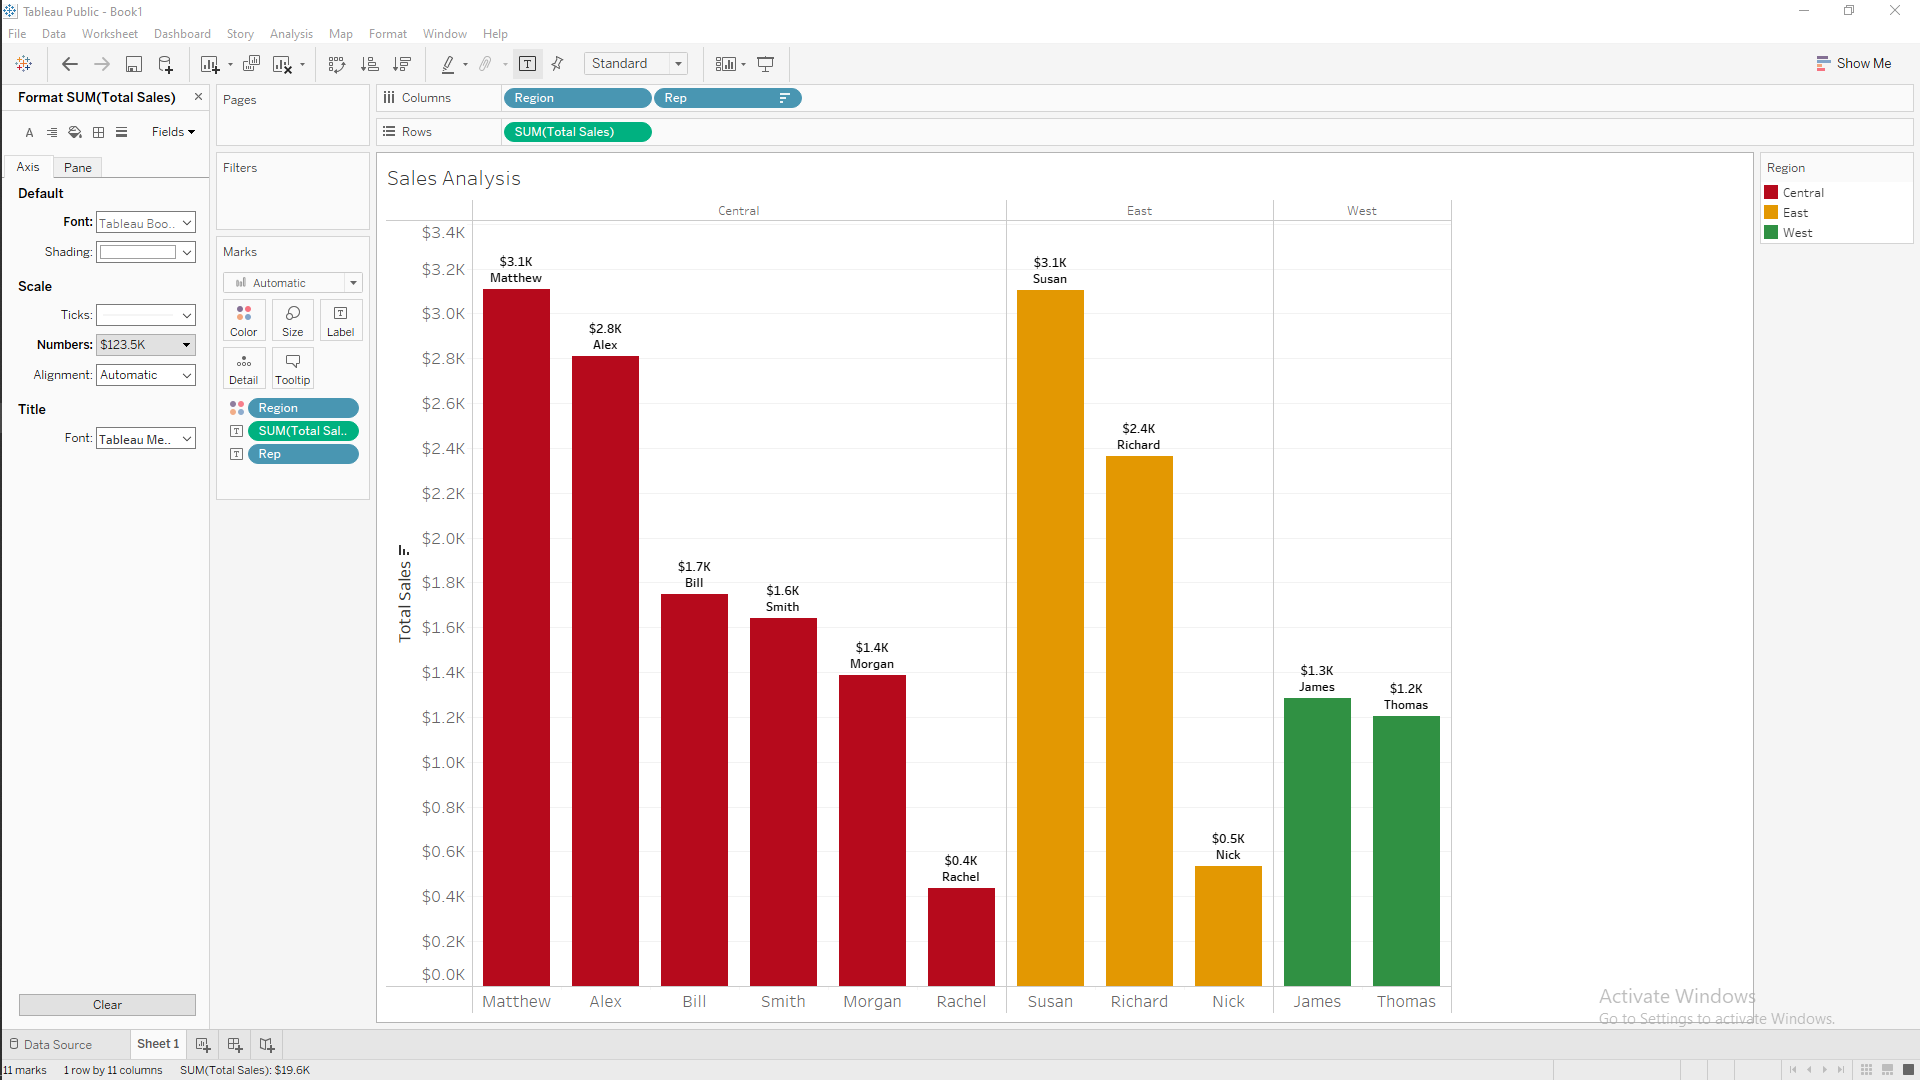 Tableau Public - Book1
File Data Worksheet Dashboard Story Analysis Map Format Window Help
Standard
Show Me
Format SUM(Total Sales)
Fields
Axis Pane
Default
Font: Tableau Boo..
Shading:
Scale
Ticks:
Numbers: $123.5K
Alignment: Automatic
Title
Font: Tableau Me..
Clear
Pages
Filters
Marks
Automatic
Color Size Label
Detail Tooltip
Region
SUM(Total Sal..
Rep
Columns Region Rep
Rows SUM(Total Sales)
Sales Analysis
Central East West
$3.4K
$3.2K
$3.0K
$2.8K
$2.6K
$2.4K
$2.2K
$2.0K
$1.8K
$1.6K
$1.4K
$1.2K
$1.0K
$0.8K
$0.6K
$0.4K
$0.2K
$0.0K
Total Sales
$3.1K
Matthew
$2.8K
Alex
$1.7K
Bill
$1.6K
Smith
$1.4K
Morgan
$0.4K
Rachel
$3.1K
Susan
$2.4K
Richard
$0.5K
Nick
$1.3K
James
$1.2K
Thomas
Matthew Alex Bill Smith Morgan Rachel Susan Richard Nick James Thomas
Region
Central
East
West
Activate Windows
Go to Settings to activate Windows.
Data Source Sheet 1
11 marks 1 row by 11 columns SUM(Total Sales): $19.6K